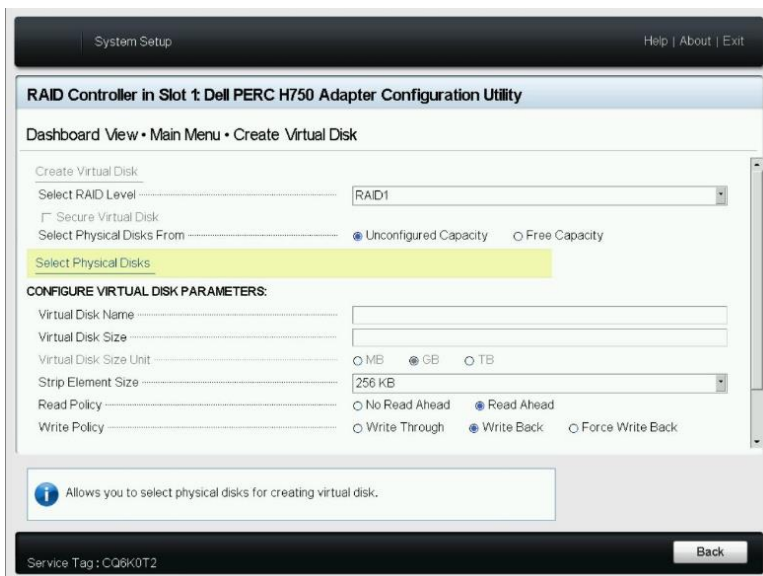 System Setup
Help | About | Exit
RAID Controller in Slot 1: Dell PERC H750 Adapter Configuration Utility
Dashboard View • Main Menu • Create Virtual Disk
Create Virtual Disk
Select RAID Level RAID1
Secure Virtual Disk
Select Physical Disks From Unconfigured Capacity Free Capacity
Select Physical Disks
CONFIGURE VIRTUAL DISK PARAMETERS:
Virtual Disk Name
Virtual Disk Size
Virtual Disk Size Unit MB GB TB
Strip Element Size 256 KB
Read Policy No Read Ahead Read Ahead
Write Policy Write Through Write Back Force Write Back
Allows you to select physical disks for creating virtual disk.
Back
Service Tag : CQ6K0T2